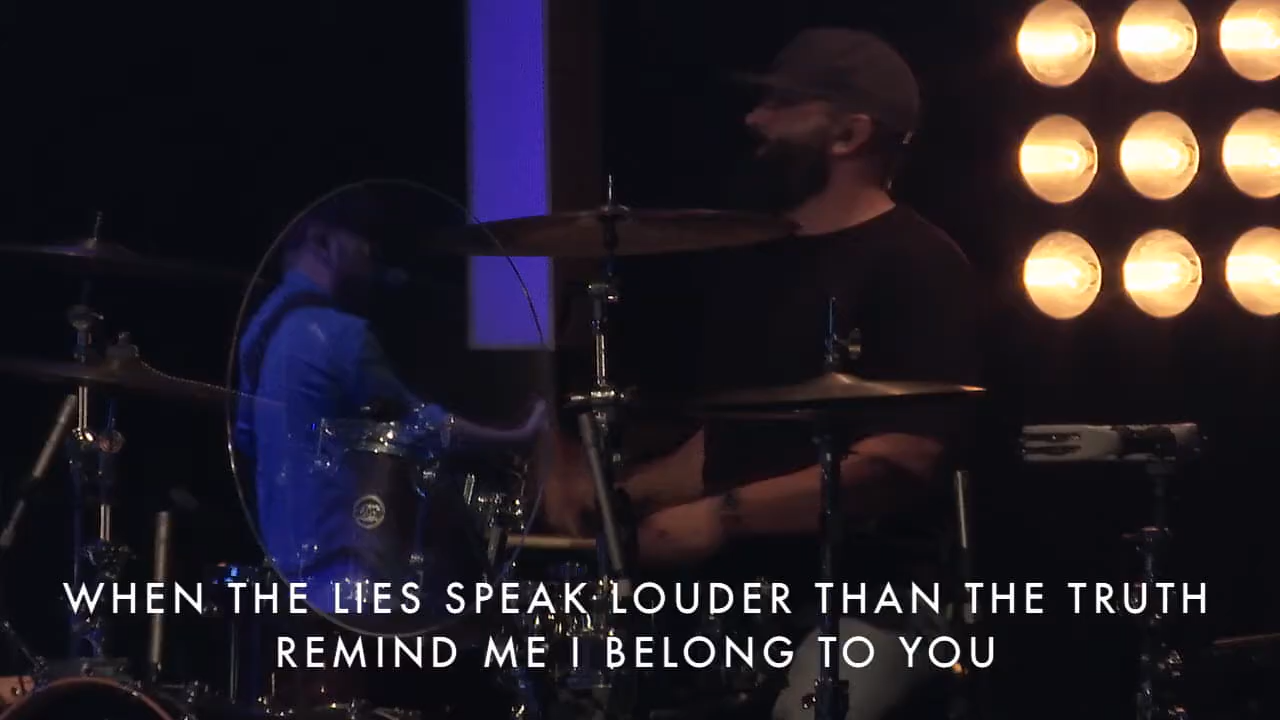 WHEN THE LIES SPEAK LOUDER THAN THE TRUTH
REMIND ME I BELONG TO YOU